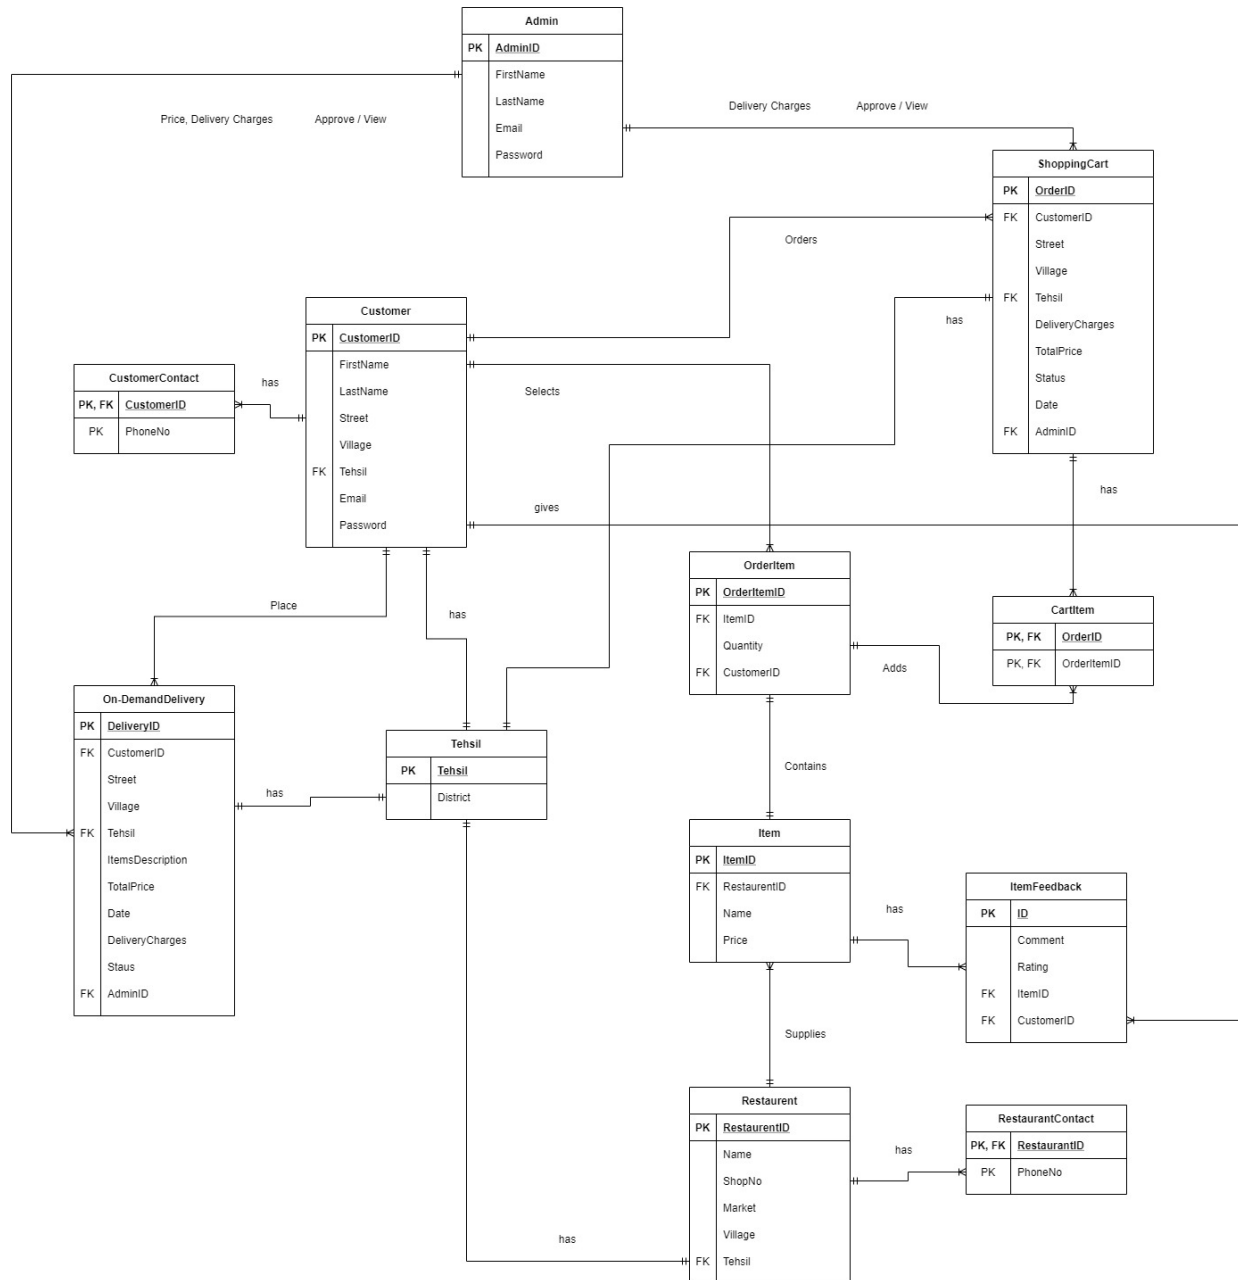 Admin
PK AdminID
FirstName
LastName
Email
Password
Price, Delivery Charges Approve / View
Delivery Charges Approve / View
ShoppingCart
PK OrderID
FK CustomerID
Street
Village
FK Tehsil
DeliveryCharges
TotalPrice
Status
Date
FK AdminID
Orders
has
Customer
PK CustomerID
FirstName
LastName
Street
Village
FK Tehsil
Email
Password
CustomerContact
PK, FK CustomerID
PK PhoneNo
has
Selects
gives
has
Place
has
OrderItem
PK OrderItemID
FK ItemID
Quantity
FK CustomerID
Adds
CartItem
PK, FK OrderID
PK, FK OrderItemID
On-DemandDelivery
PK DeliveryID
FK CustomerID
Street
Village
FK Tehsil
ItemsDescription
TotalPrice
Date
DeliveryCharges
Staus
FK AdminID
has
Tehsil
PK Tehsil
District
Contains
Item
PK ItemID
FK RestaurentID
Name
Price
has
ItemFeedback
PK ID
Comment
Rating
FK ItemID
FK CustomerID
Supplies
Restaurent
PK RestaurentID
Name
ShopNo
Market
Village
FK Tehsil
has
has
RestaurantContact
PK, FK RestaurantID
PK PhoneNo